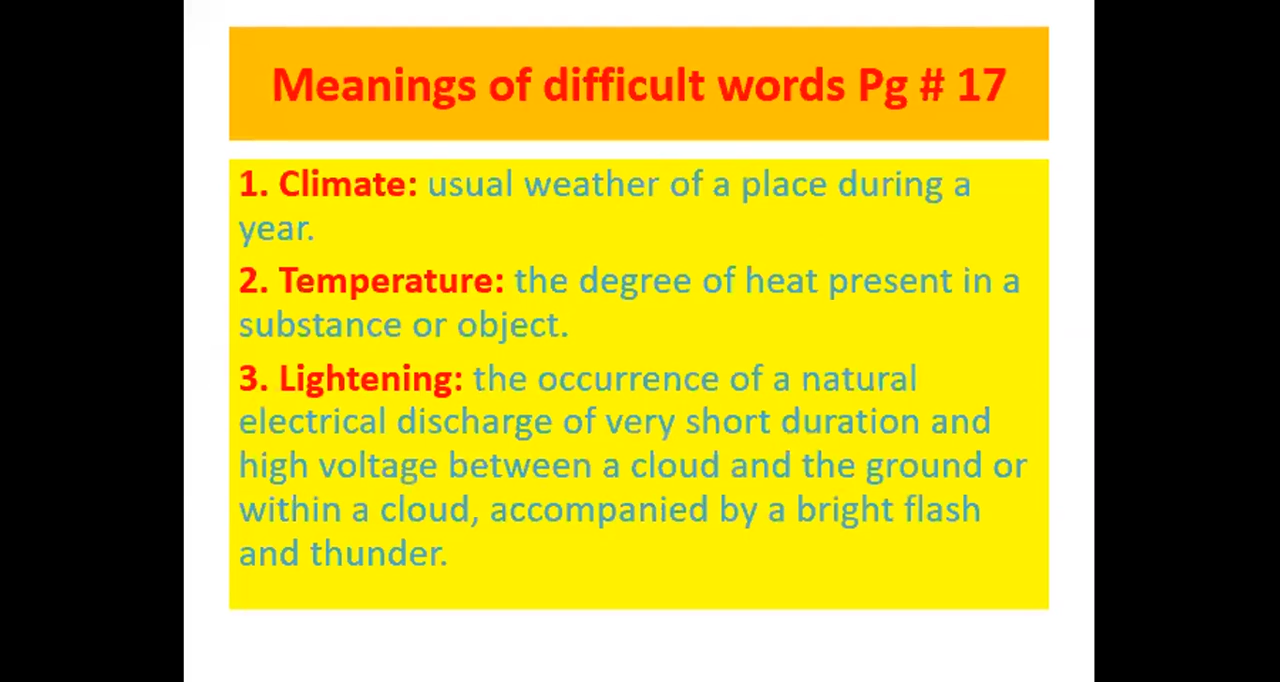 Meanings of difficult words Pg # 17
1. Climate: usual weather of a place during a
year.
2. Temperature: the degree of heat present in a
substance or object.
3. Lightening: the occurrence of a natural
electrical discharge of very short duration and
high voltage between a cloud and the ground or
within a cloud, accompanied by a bright flash
and thunder.